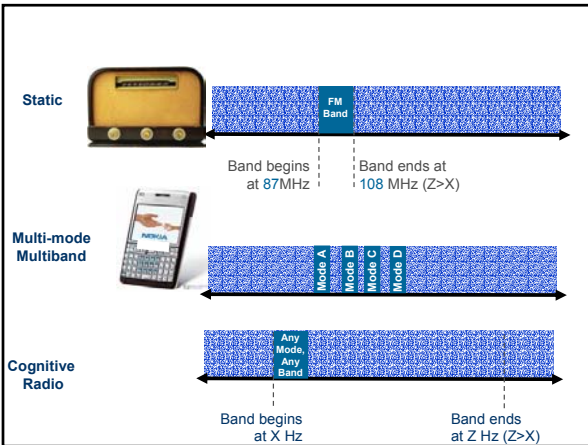 Static
FM
Band
Band begins
at 87MHz
Band ends at
108 MHz (Z>X)
NOKIA
Multi-mode
Multiband
Mode A
Mode B
Mode C
Mode D
Any
Mode,
Any
Band
Cognitive
Radio
Band begins
at X Hz
Band ends
at Z Hz (Z>X)